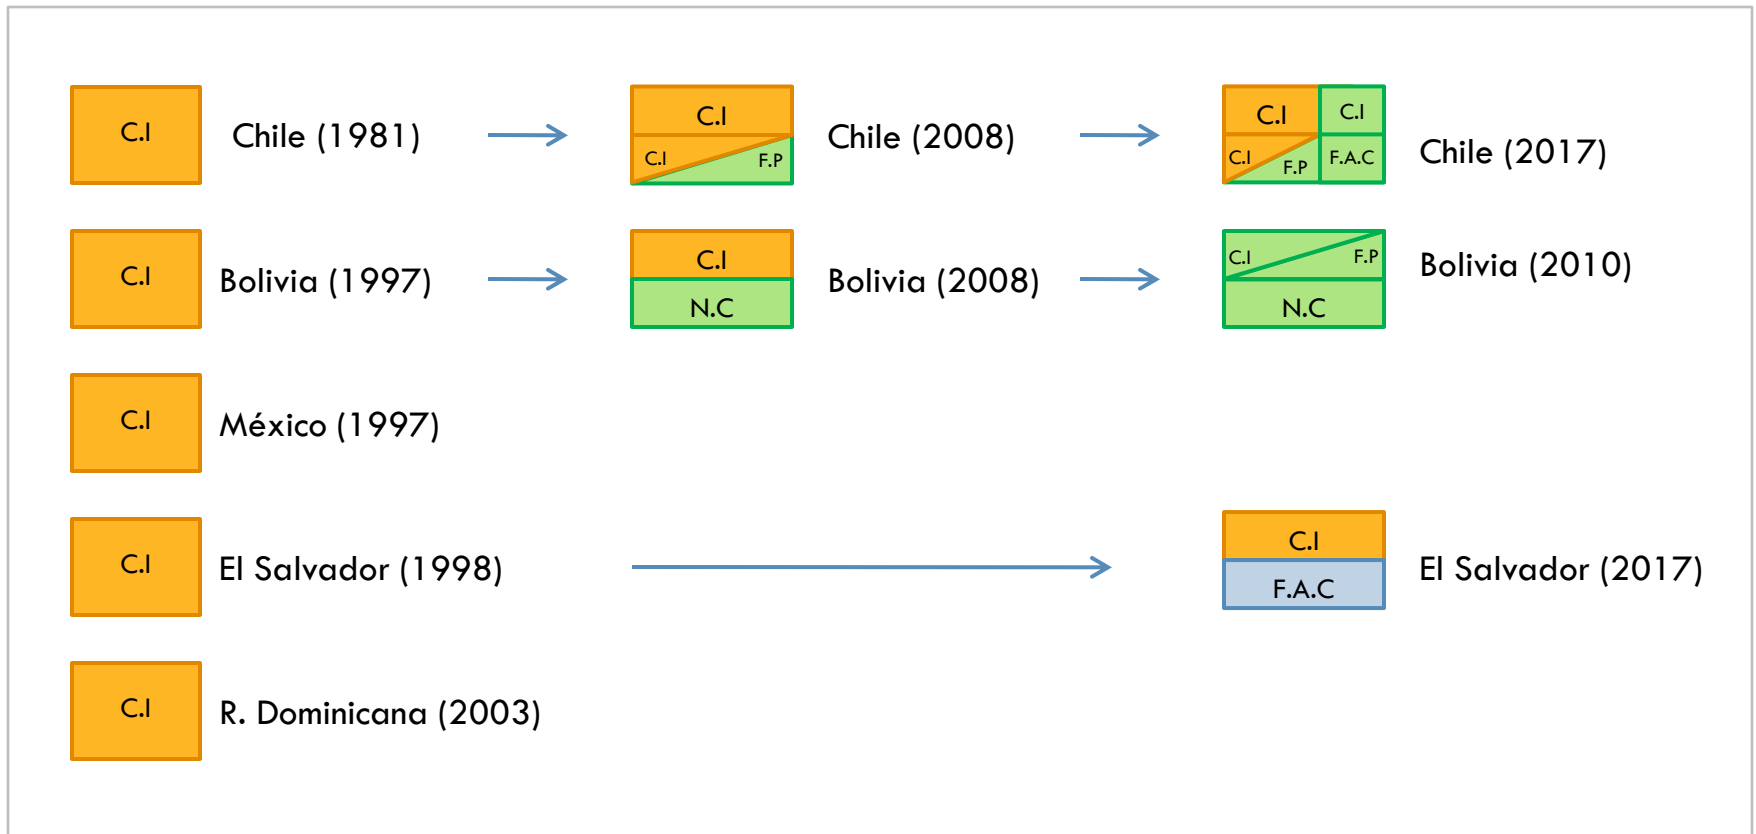 C.I
Chile (1981)
C.I
C.I
F.P
Chile (2008)
C.I
C.I
C.I
F.P
F.A.C
Chile (2017)
C.I
Bolivia (1997)
C.I
N.C
Bolivia (2008)
C.I
F.P
N.C
Bolivia (2010)
C.I
México (1997)
C.I
El Salvador (1998)
C.I
F.A.C
El Salvador (2017)
C.I
R. Dominicana (2003)